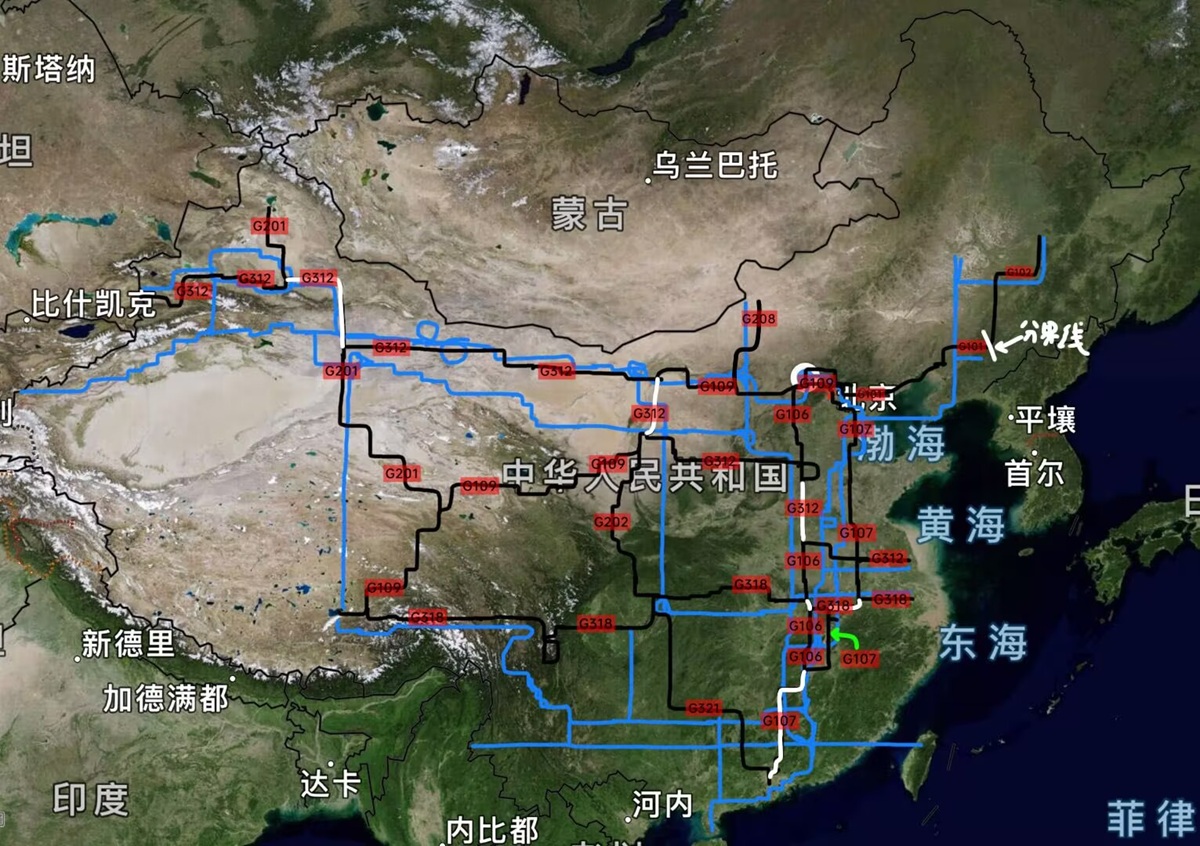 斯塔纳
坦
乌兰巴托
蒙古
G201
G312
G312
G312
比什凯克
G102
G208
G101
分界线
G312
G312
G201
G109
G109
北京
G312
G106
G107
平壤
渤海
首尔
G109
G312
G201
G109
中华人民共和国
日
G312
G202
黄海
G107
G106
G312
G109
G318
G318
G318
G318
G318
G106
新德里
东海
G106
G107
加德满都
G321
G107
达卡
印度
河内
内比都
菲律